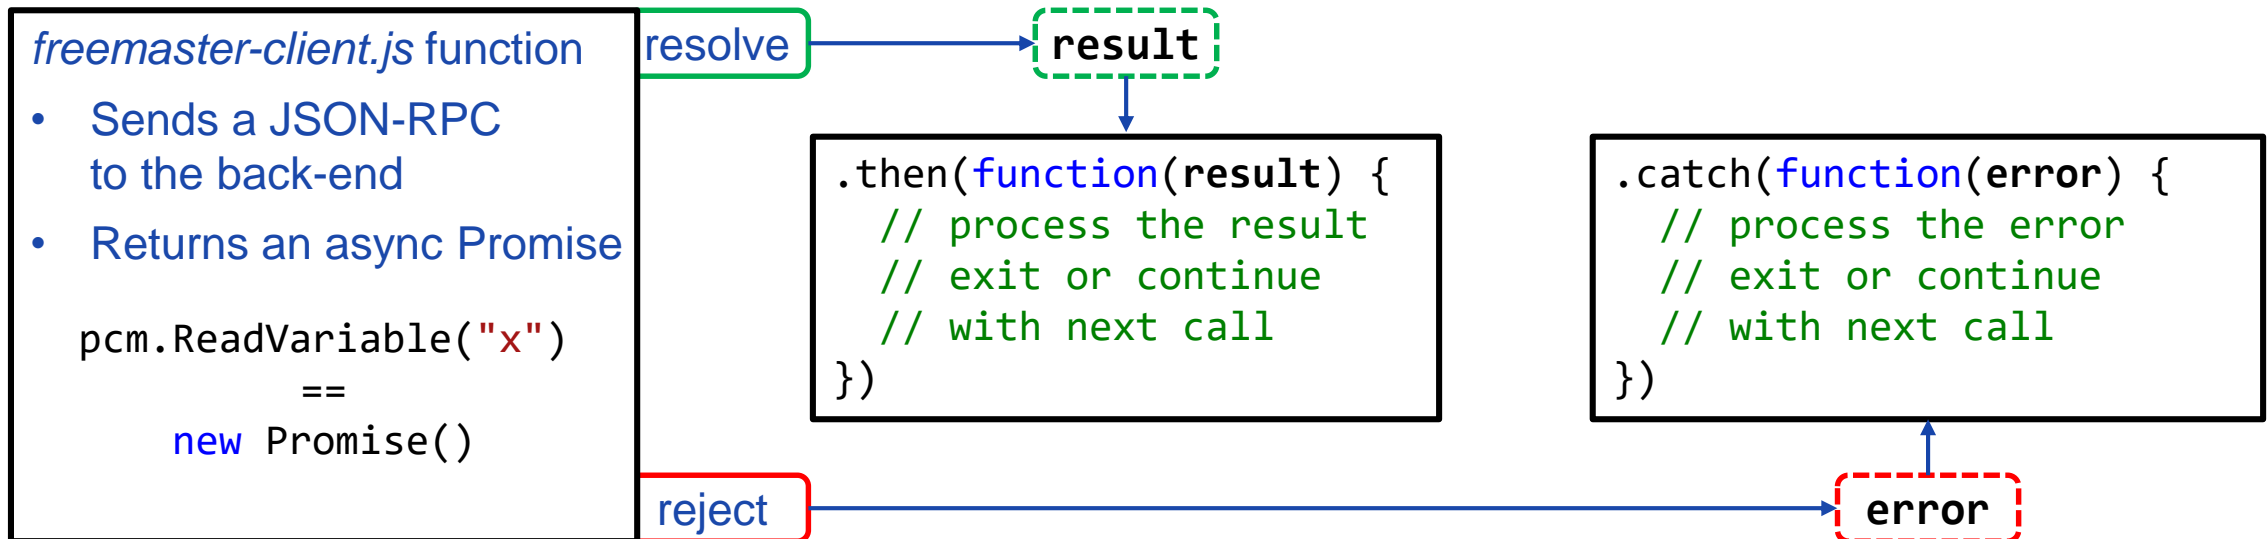 freemaster-client.js function
• Sends a JSON-RPC
to the back-end
• Returns an async Promise
pcm.ReadVariable("x")
==
new Promise()
resolve
result
.then(function(result) {
  // process the result
  // exit or continue
  // with next call
})
.catch(function(error) {
  // process the error
  // exit or continue
  // with next call
})
reject
error